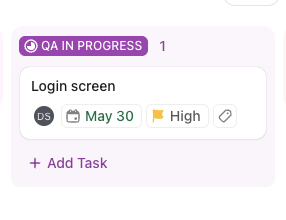 QA IN PROGRESS 1
Login screen
DS May 30 High
+ Add Task